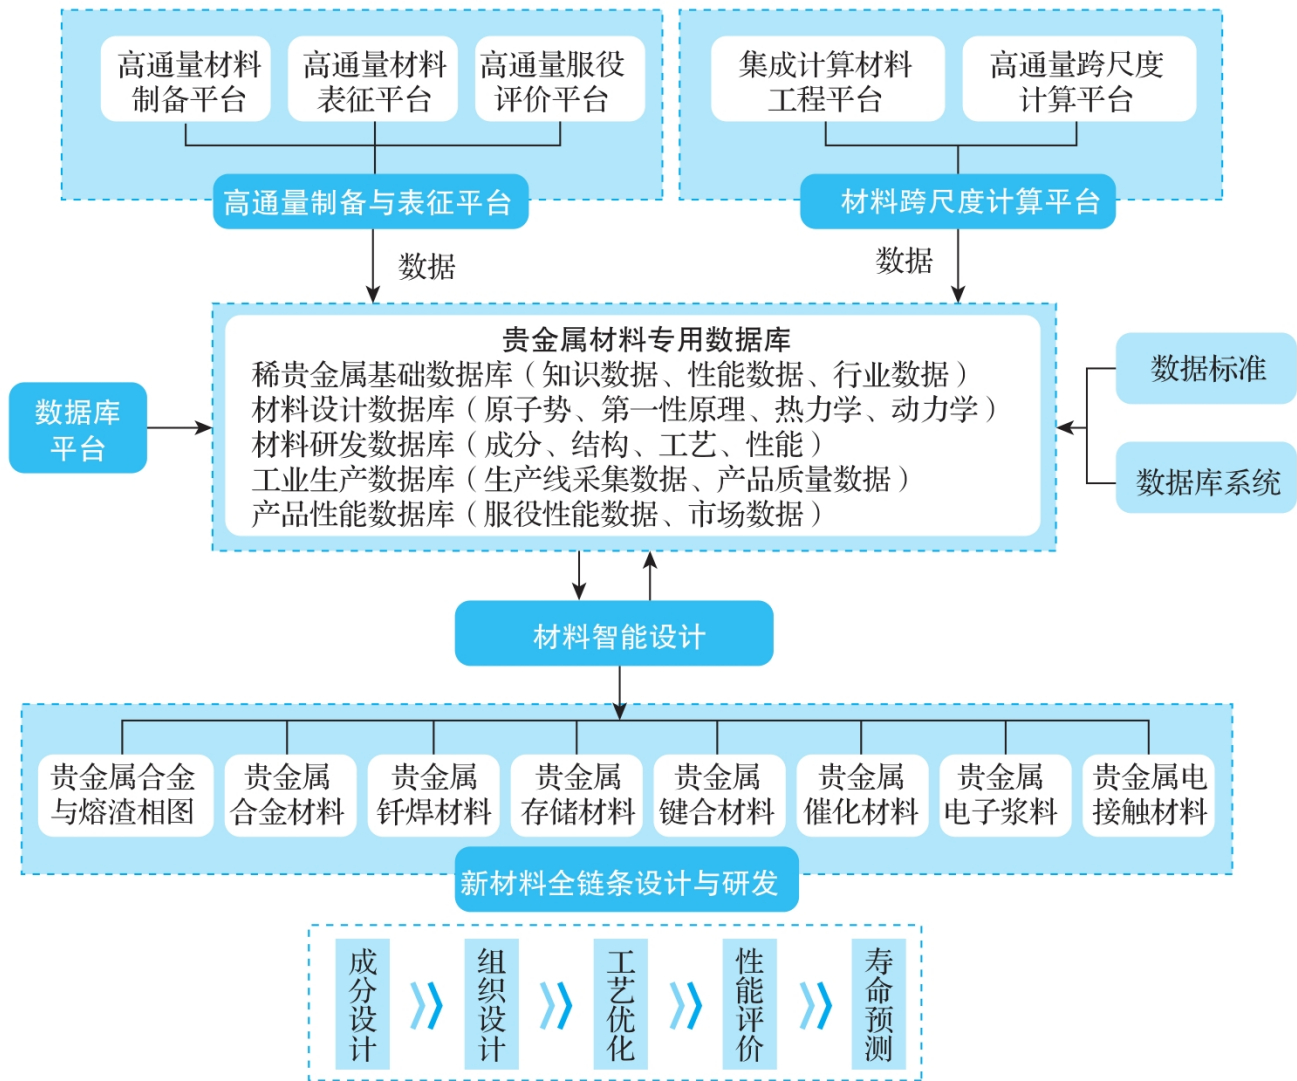 高通量材料
制备平台
高通量材料
表征平台
高通量服役
评价平台
集成计算材料
工程平台
高通量跨尺度
计算平台
高通量制备与表征平台
材料跨尺度计算平台
数据
数据
贵金属材料专用数据库
稀贵金属基础数据库（知识数据、性能数据、行业数据）
材料设计数据库（原子势、第一性原理、热力学、动力学）
材料研发数据库（成分、结构、工艺、性能）
工业生产数据库（生产线采集数据、产品质量数据）
产品性能数据库（服役性能数据、市场数据）
数据库
平台
数据标准
数据库系统
材料智能设计
贵金属合金
与熔渣相图
贵金属
合金材料
贵金属
钎焊材料
贵金属
存储材料
贵金属
键合材料
贵金属
催化材料
贵金属
电子浆料
贵金属电
接触材料
新材料全链条设计与研发
成分设计
组织设计
工艺优化
性能评价
寿命预测